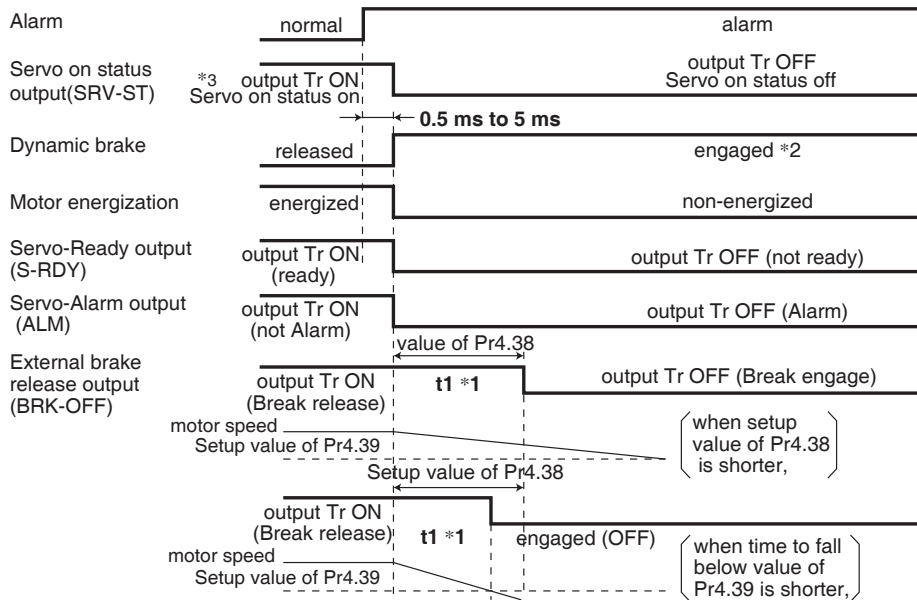 Alarm
normal
alarm
Servo on status
output(SRV-ST)
*3
output Tr ON
Servo on status on
output Tr OFF
Servo on status off
0.5 ms to 5 ms
Dynamic brake
released
engaged *2
Motor energization
energized
non-energized
Servo-Ready output
(S-RDY)
output Tr ON
(ready)
output Tr OFF (not ready)
Servo-Alarm output
(ALM)
output Tr ON
(not Alarm)
output Tr OFF (Alarm)
value of Pr4.38
External brake
release output
(BRK-OFF)
output Tr ON
(Break release)
t1 *1
output Tr OFF (Break engage)
motor speed
Setup value of Pr4.39
when setup
value of Pr4.38
is shorter,
Setup value of Pr4.38
output Tr ON
(Break release)
t1 *1
engaged (OFF)
motor speed
Setup value of Pr4.39
when time to fall
below value of
Pr4.39 is shorter,